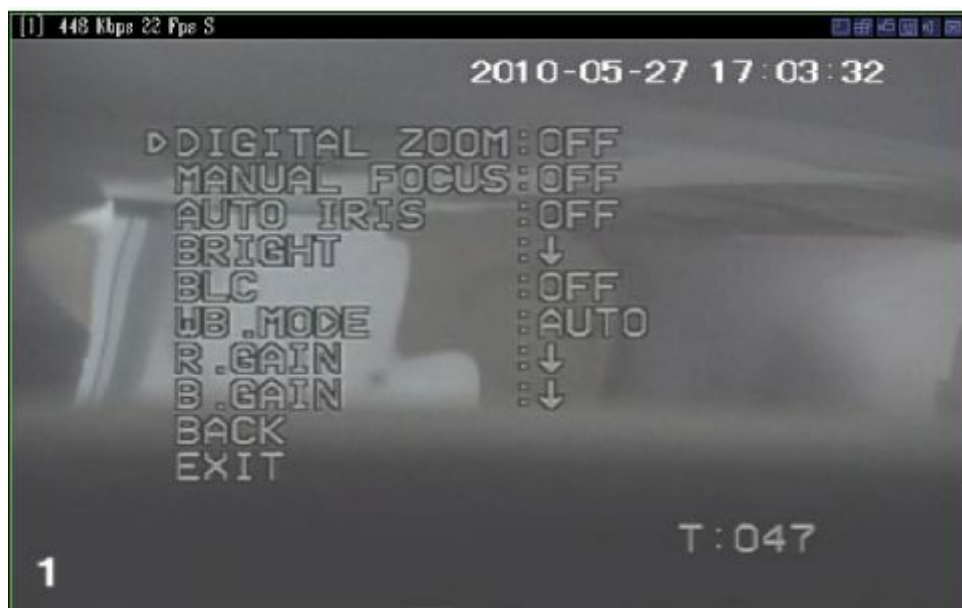 [1] 448 Kbps 22 Fps S
2010-05-27 17:03:32
DIGITAL ZOOM:OFF
MANUAL FOCUS:OFF
AUTO IRIS :OFF
BRIGHT :↓
BLC :OFF
WB.MODE :AUTO
R.GAIN :↓
B.GAIN :↓
BACK
EXIT
T:047
1